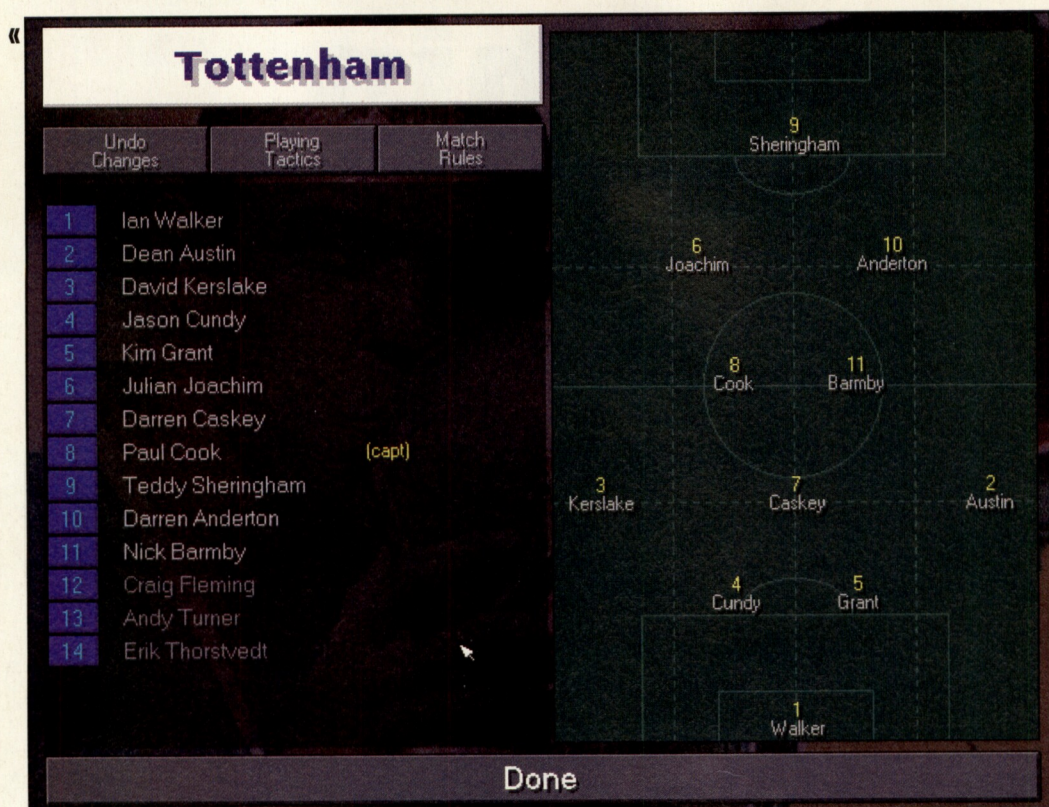 «
Tottenham
Undo
Changes
Playing
Tactics
Match
Rules
1 Ian Walker
2 Dean Austin
3 David Kerslake
4 Jason Cundy
5 Kim Grant
6 Julian Joachim
7 Darren Caskey
8 Paul Cook (capt)
9 Teddy Sheringham
10 Darren Anderton
11 Nick Barmby
12 Craig Fleming
13 Andy Turner
14 Erik Thorstvedt
9
Sheringham
6 10
Joachim Anderton
8 11
Cook Barmby
3 7 2
Kerslake Caskey Austin
4 5
Cundy Grant
1
Walker
Done